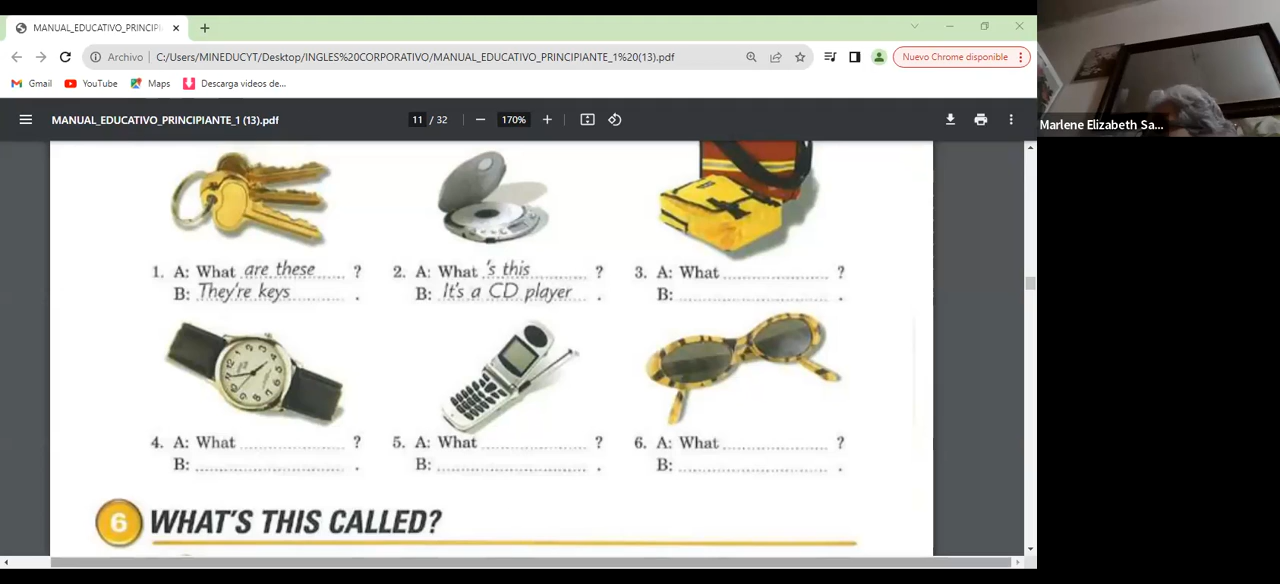 MANUAL_EDUCATIVO_PRINCIPI
Archivo C:/Users/MINEDUCYT/Desktop/INGLES%20CORPORATIVO/MANUAL_EDUCATIVO_PRINCIPIANTE_1%20(13).pdf Nuevo Chrome disponible
Gmail YouTube Maps Descarga videos de...
MANUAL_EDUCATIVO_PRINCIPIANTE_1 (13).pdf 11 / 32 170%
Marlene Elizabeth Sa...
1. A: What are these ? 2. A: What 's this ? 3. A: What ?
B: They're keys . B: It's a CD player . B: .
4. A: What ? 5. A: What ? 6. A: What ?
B: . B: . B: .
6 WHAT'S THIS CALLED?